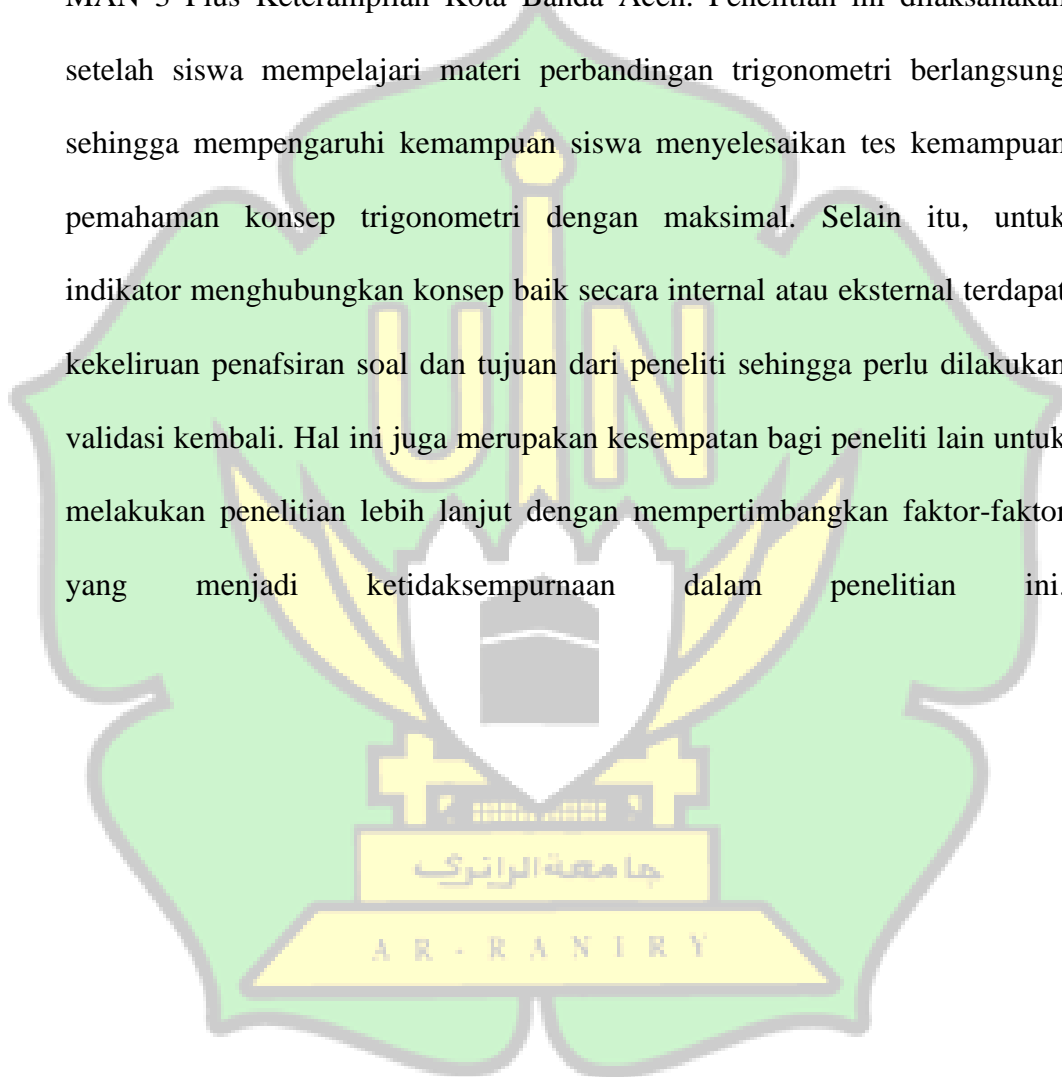 MAN 3 Plus Keterampilan Kota Banda Aceh. Penelitian ini dilaksanakan
setelah siswa mempelajari materi perbandingan trigonometri berlangsung
sehingga mempengaruhi kemampuan siswa menyelesaikan tes kemampuan
pemahaman konsep trigonometri dengan maksimal. Selain itu, untuk
indikator menghubungkan konsep baik secara internal atau eksternal terdapat
kekeliruan penafsiran soal dan tujuan dari peneliti sehingga perlu dilakukan
validasi kembali. Hal ini juga merupakan kesempatan bagi peneliti lain untuk
melakukan penelitian lebih lanjut dengan mempertimbangkan faktor-faktor
yang menjadi ketidaksempurnaan dalam penelitian ini.
UIN
جامعة الرانري
AR-RANIRY